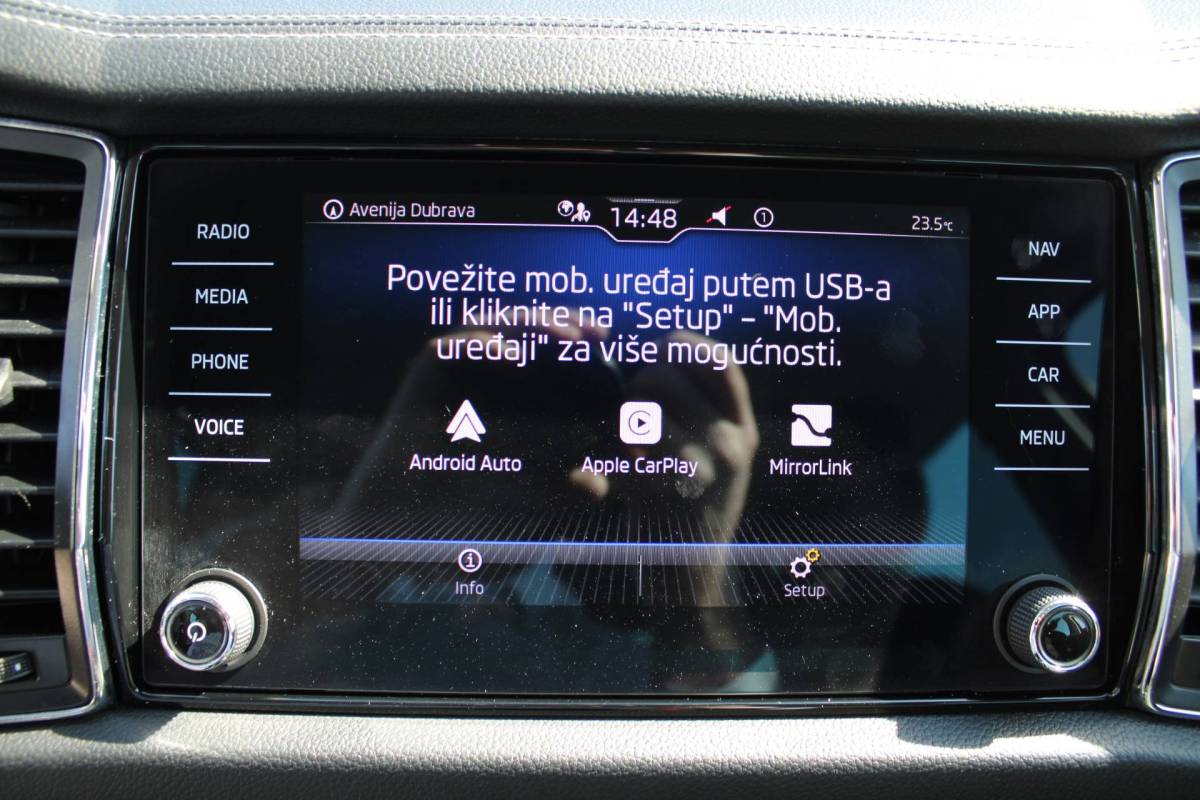 Avenija Dubrava
14:48
1
23.5°C
RADIO
MEDIA
PHONE
VOICE
Povežite mob. uređaj putem USB-a
ili kliknite na "Setup" – "Mob.
uređaji" za više mogućnosti.
Android Auto
Apple CarPlay
MirrorLink
Info
Setup
NAV
APP
CAR
MENU